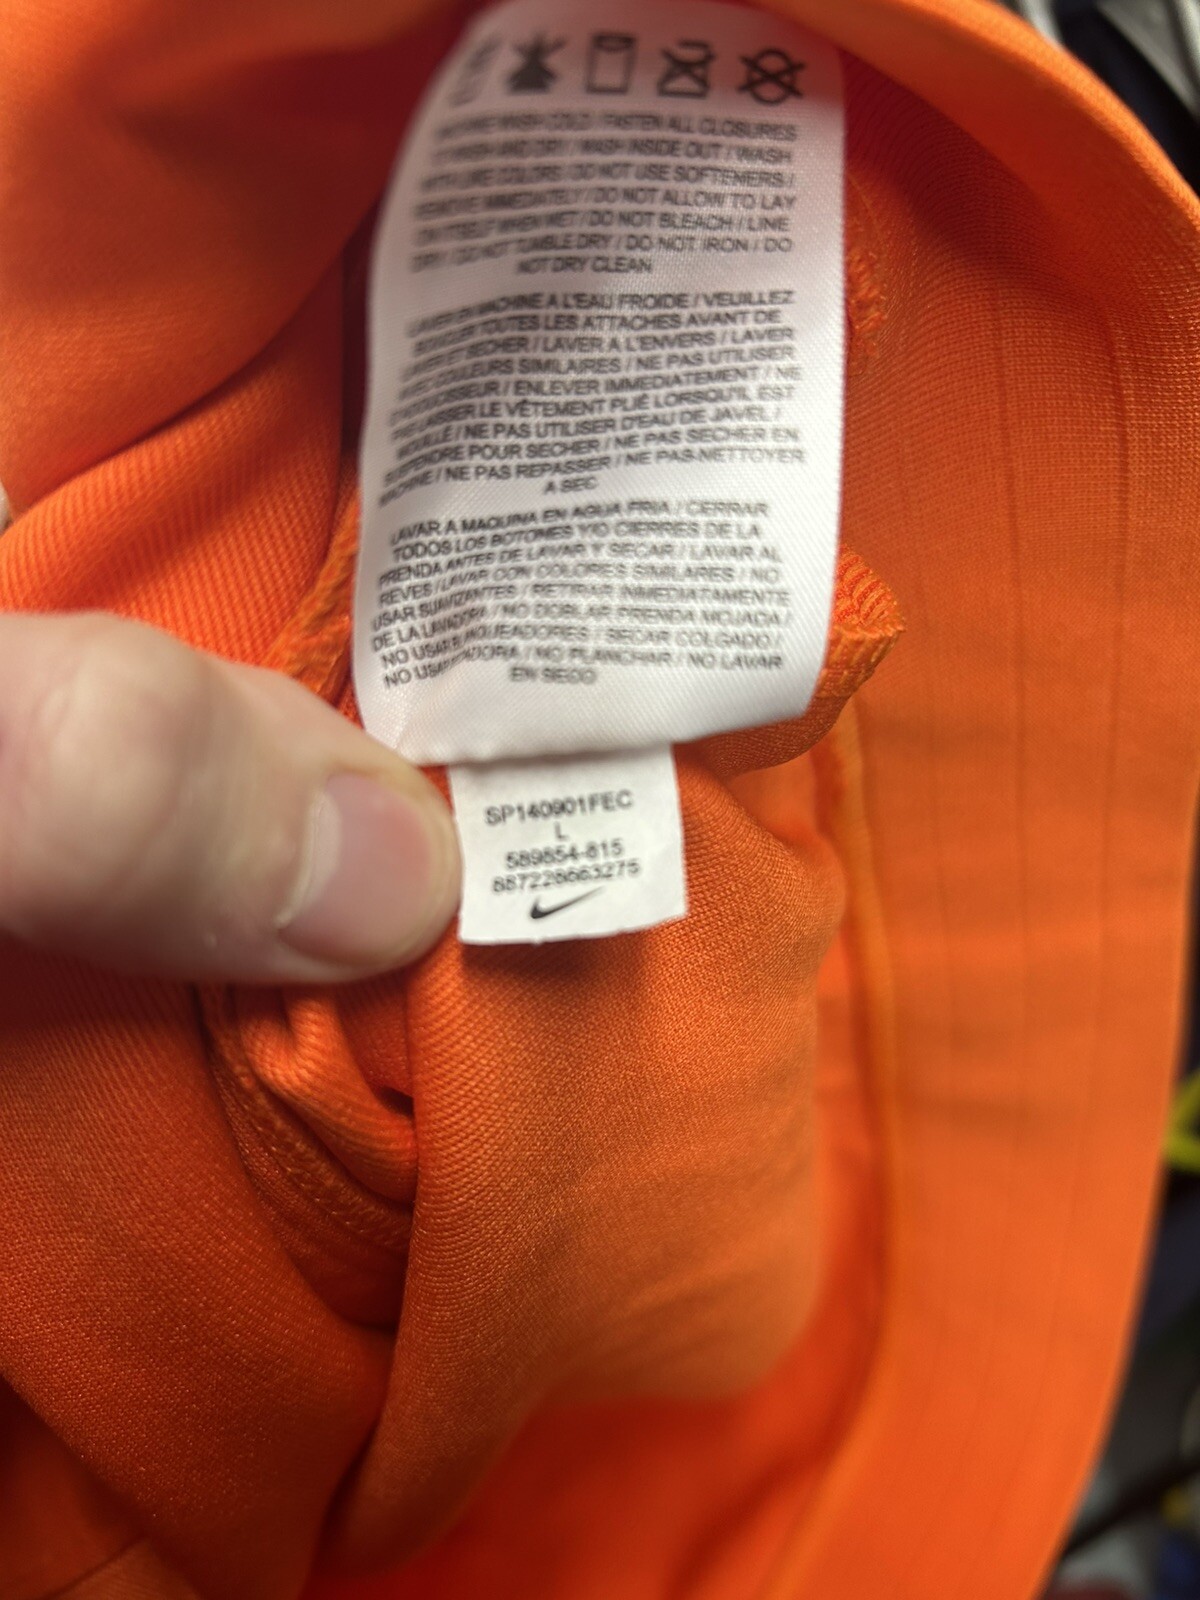 MACHINE WASH COLD / FASTEN ALL CLOSURES
WASH AND DRY / WASH INSIDE OUT / WASH
WITH LIKE COLORS / DO NOT USE SOFTENERS /
REMOVE IMMEDIATELY / DO NOT ALLOW TO LAY
ON ITSELF WHEN WET / DO NOT BLEACH / LINE
DRY / DO NOT TUMBLE DRY / DO NOT IRON / DO
NOT DRY CLEAN
LAVER EN MACHINE A L'EAU FROIDE / VEUILLEZ
TOUTES LES ATTACHES AVANT DE
LAVER ET SECHER / LAVER A L'ENVERS / LAVER
AVEC COULEURS SIMILAIRES / NE PAS UTILISER
D'ADOUCISSEUR / ENLEVER IMMEDIATEMENT / NE
PAS LAISSER LE VÊTEMENT PLIÉ LORSQU'IL EST
MOUILLÉ / NE PAS UTILISER D'EAU DE JAVEL /
SUSPENDRE POUR SECHER / NE PAS SECHER EN
MACHINE / NE PAS REPASSER / NE PAS NETTOYER
A SEC
LAVAR A MAQUINA EN AGUA FRIA / CERRAR
TODOS LOS BOTONES Y/O CIERRES DE LA
PRENDA ANTES DE LAVAR Y SECAR / LAVAR AL
REVES / LAVAR CON COLORES SIMILARES / NO
USAR SUAVIZANTES / RETIRAR INMEDIATAMENTE
DE LA LAVADORA / NO DOBLAR PRENDA MOJADA /
NO USAR BLANQUEADORES / SECAR COLGADO /
NO USAR SECADORA / NO PLANCHAR / NO LAVAR
EN SECO
SP140901FEC
L
589854-815
887226663275